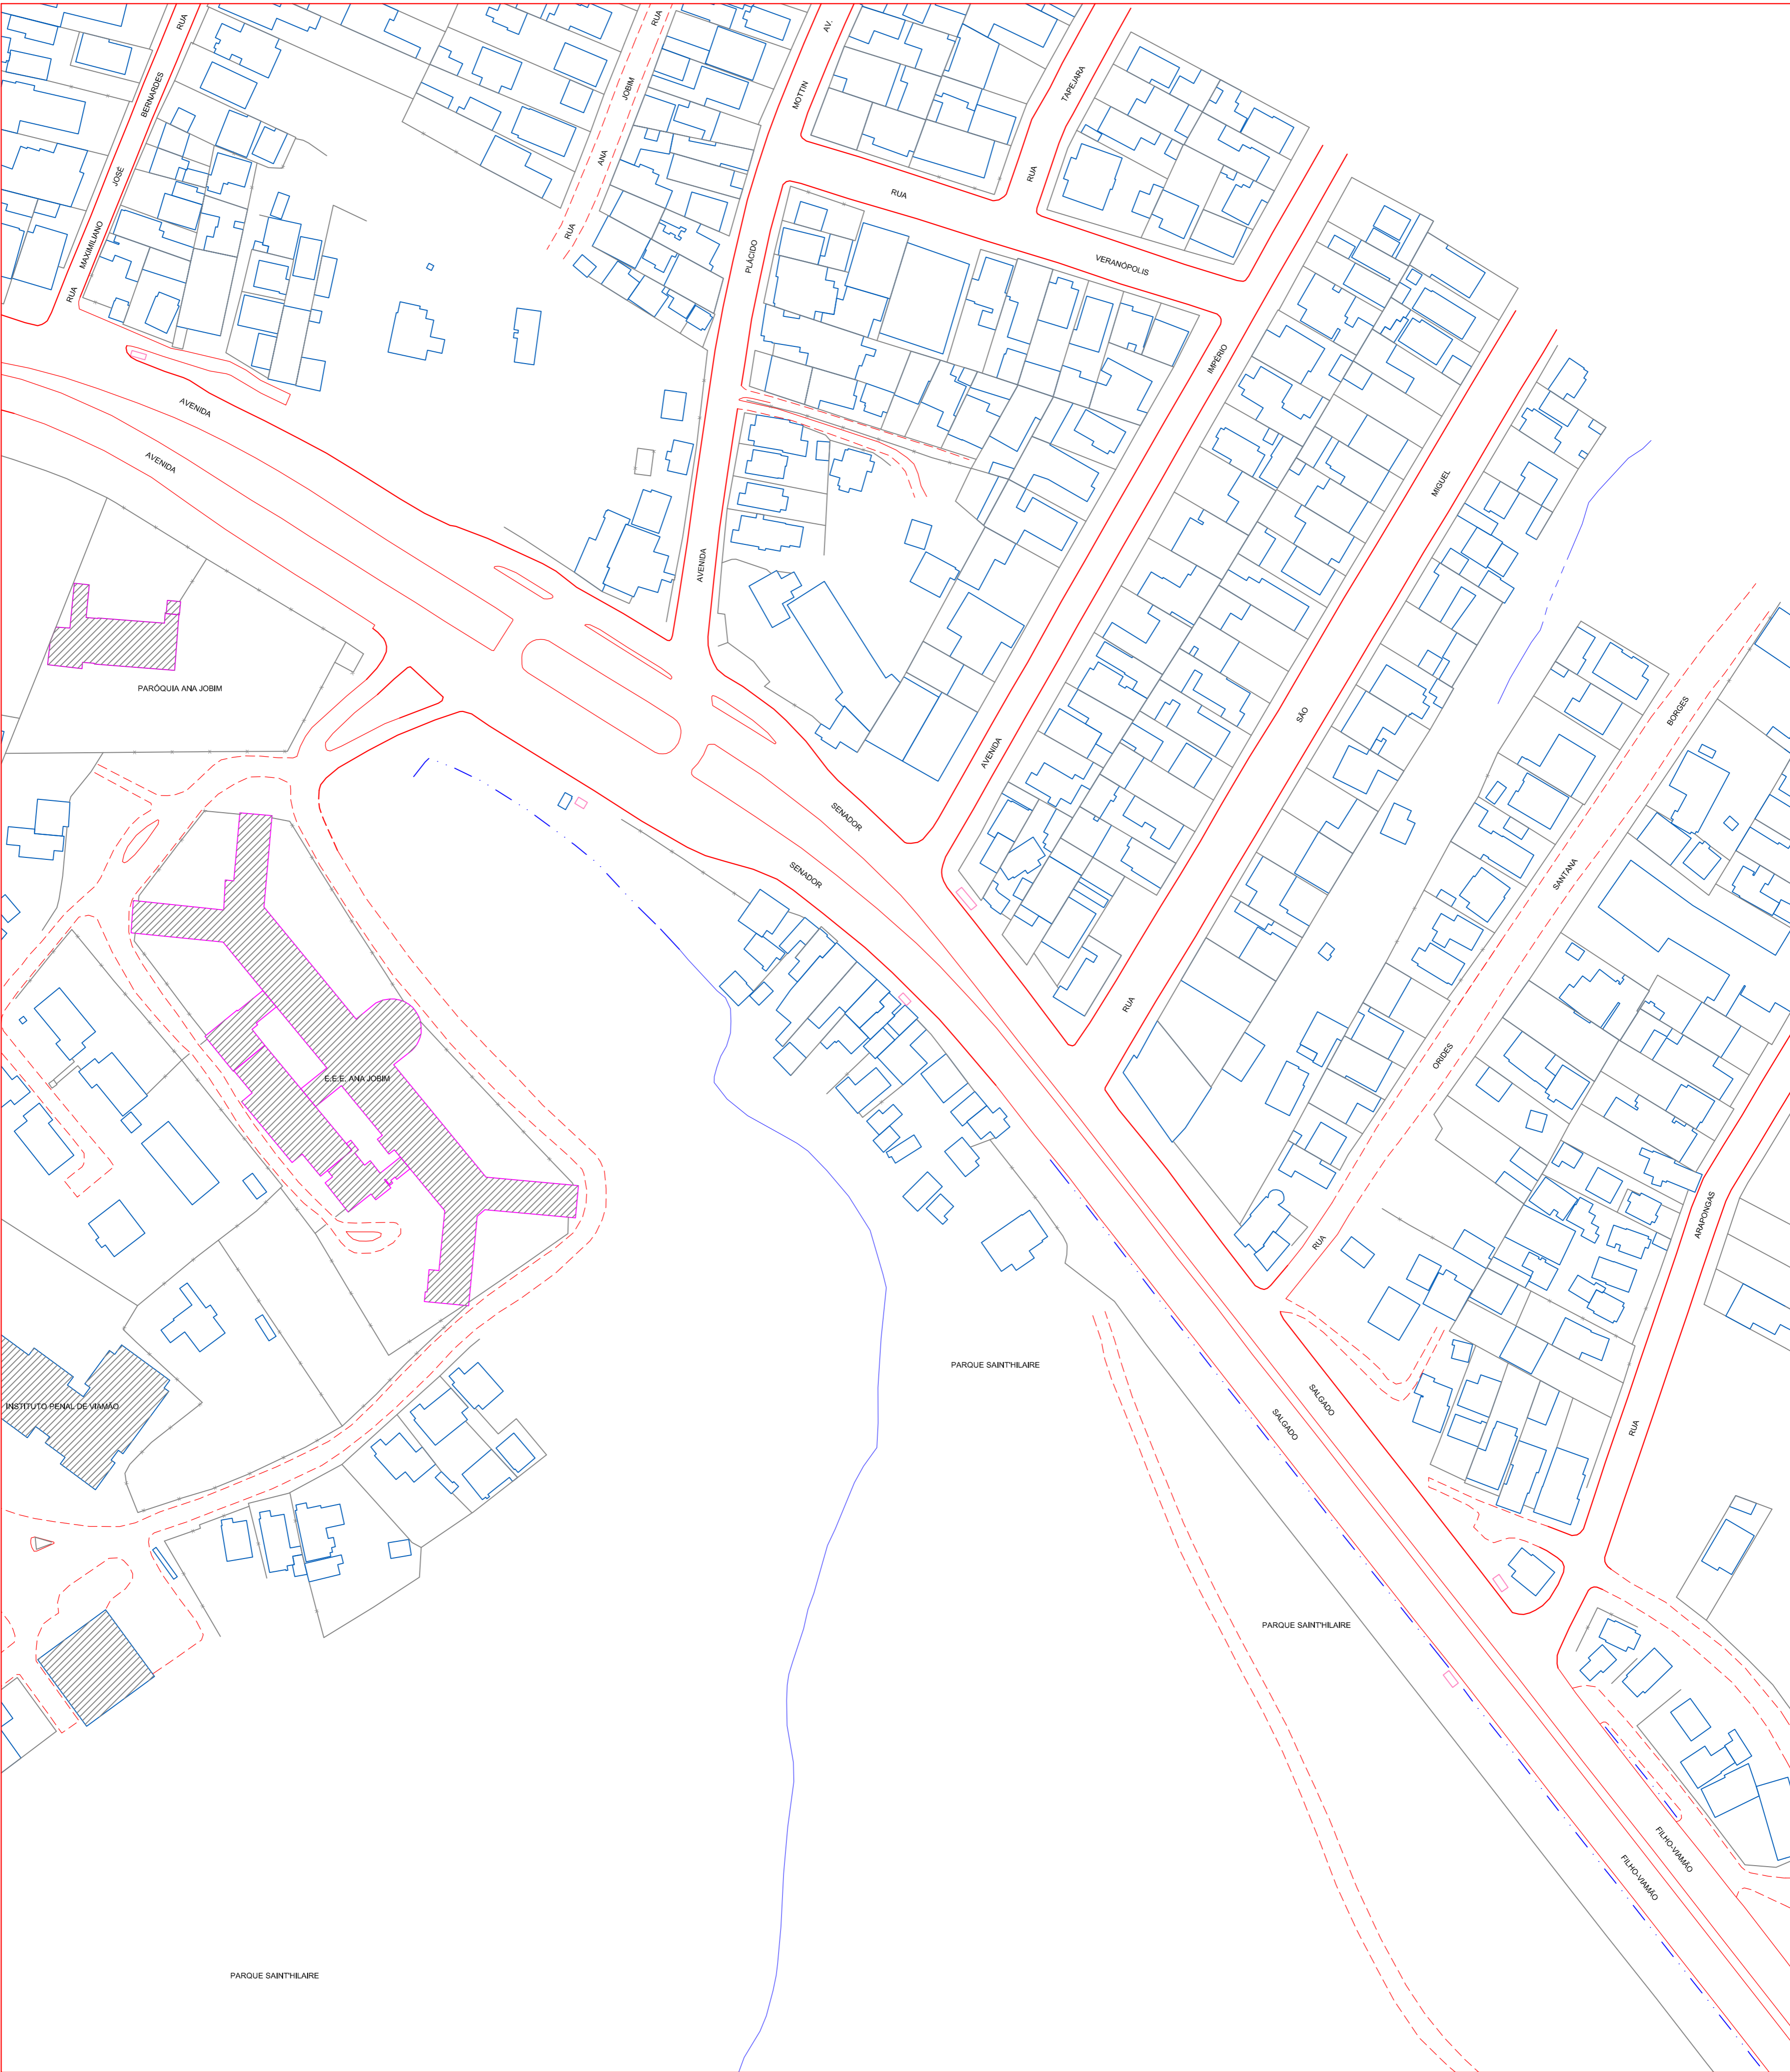 RUA
RUA
AV.
JOBIM
BERNARDES
MOTTIN
TAPEJARA
ANA
JOSÉ
RUA
RUA
MAXIMILIANO
RUA
PLÁCIDO
VERANÓPOLIS
RUA
IMPÉRIO
AVENIDA
AVENIDA
MIGUEL
AVENIDA
PARÓQUIA ANA JOBIM
BORGES
SÃO
AVENIDA
SENADOR
SENADOR
SANTANA
RUA
ORIDES
E.E.E. ANA JOBIM
ARAPONGAS
RUA
PARQUE SAINT'HILAIRE
SALGADO
SALGADO
INSTITUTO PENAL DE VIAMÃO
RUA
PARQUE SAINT'HILAIRE
FILHO-VIAMÃO
FILHO-VIAMÃO
PARQUE SAINT'HILAIRE